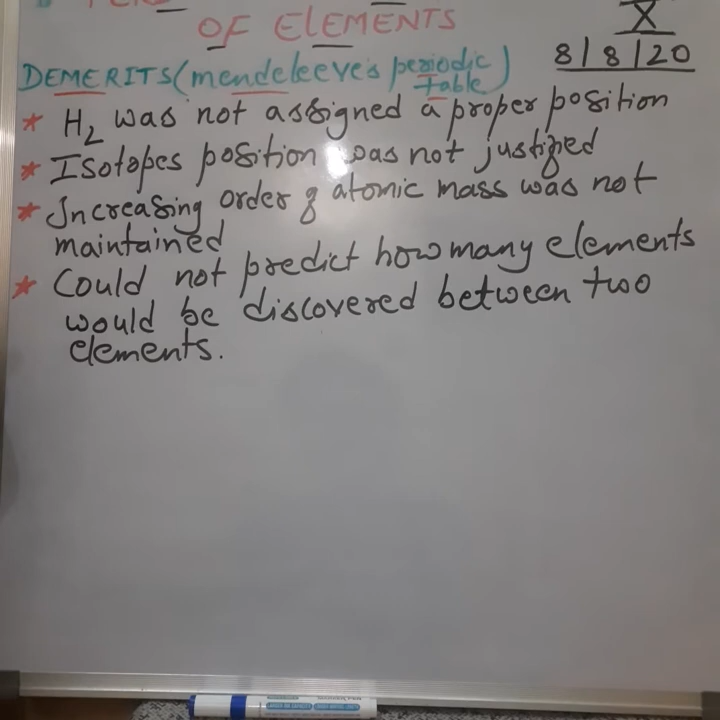 X
OF ElEMENTS
8/8/20
DEMERITS (mendeleeve's periodic table)
* H2 was not assigned a proper position
* Isotopes position was not justified
* Increasing order of atomic mass was not
maintained
* Could not predict how many elements
would be discovered between two
elements.